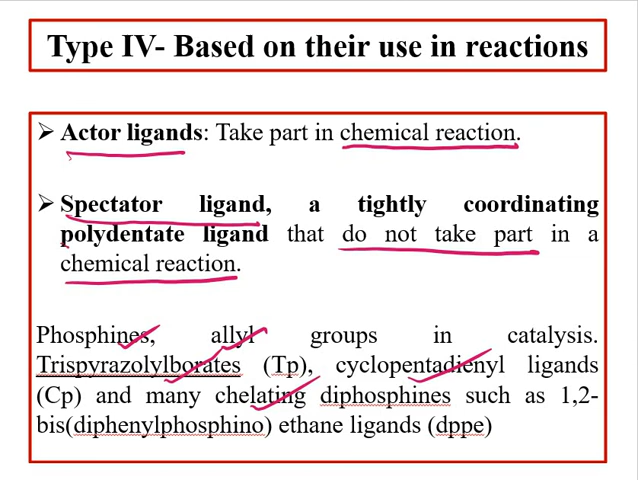 Type IV- Based on their use in reactions
➢ Actor ligands: Take part in chemical reaction.
➢ Spectator ligand, a tightly coordinating
polydentate ligand that do not take part in a
chemical reaction.
Phosphines, allyl groups in catalysis.
Trispyrazolylborates (Tp), cyclopentadienyl ligands
(Cp) and many chelating diphosphines such as 1,2-
bis(diphenylphosphino) ethane ligands (dppe)